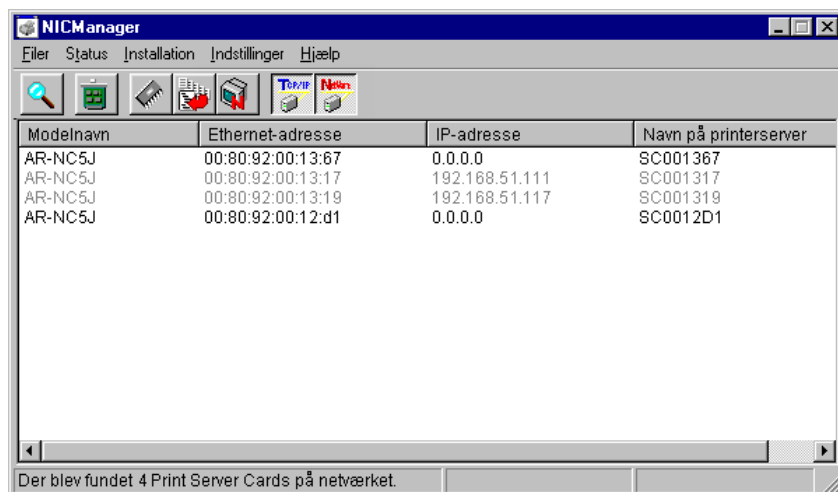 NICManager
Filer Status Installation Indstillinger Hjælp
TCP/IP Navn
Modelnavn Ethernet-adresse IP-adresse Navn på printerserver
AR-NC5J 00:80:92:00:13:67 0.0.0.0 SC001367
AR-NC5J 00:80:92:00:13:17 192.168.51.111 SC001317
AR-NC5J 00:80:92:00:13:19 192.168.51.117 SC001319
AR-NC5J 00:80:92:00:12:d1 0.0.0.0 SC0012D1
Der blev fundet 4 Print Server Cards på netværket.